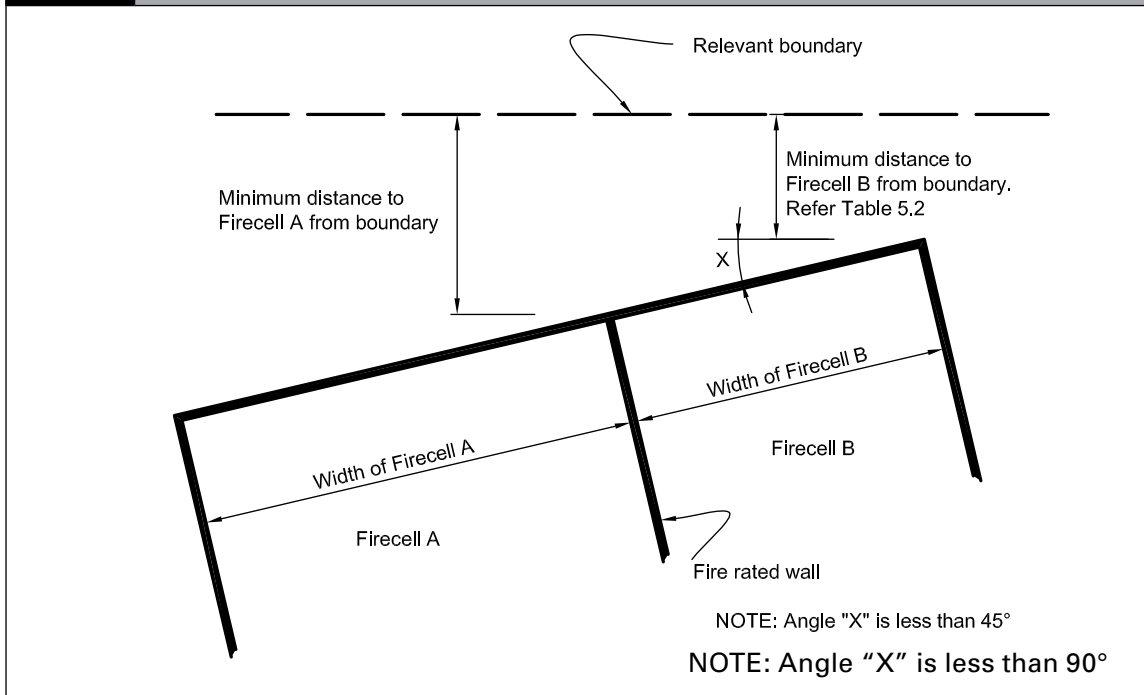 Relevant boundary
Minimum distance to
Firecell A from boundary
Minimum distance to
Firecell B from boundary.
Refer Table 5.2
X
Width of Firecell A
Width of Firecell B
Firecell A
Firecell B
Fire rated wall
NOTE: Angle "X" is less than 45°
NOTE: Angle “X” is less than 90°